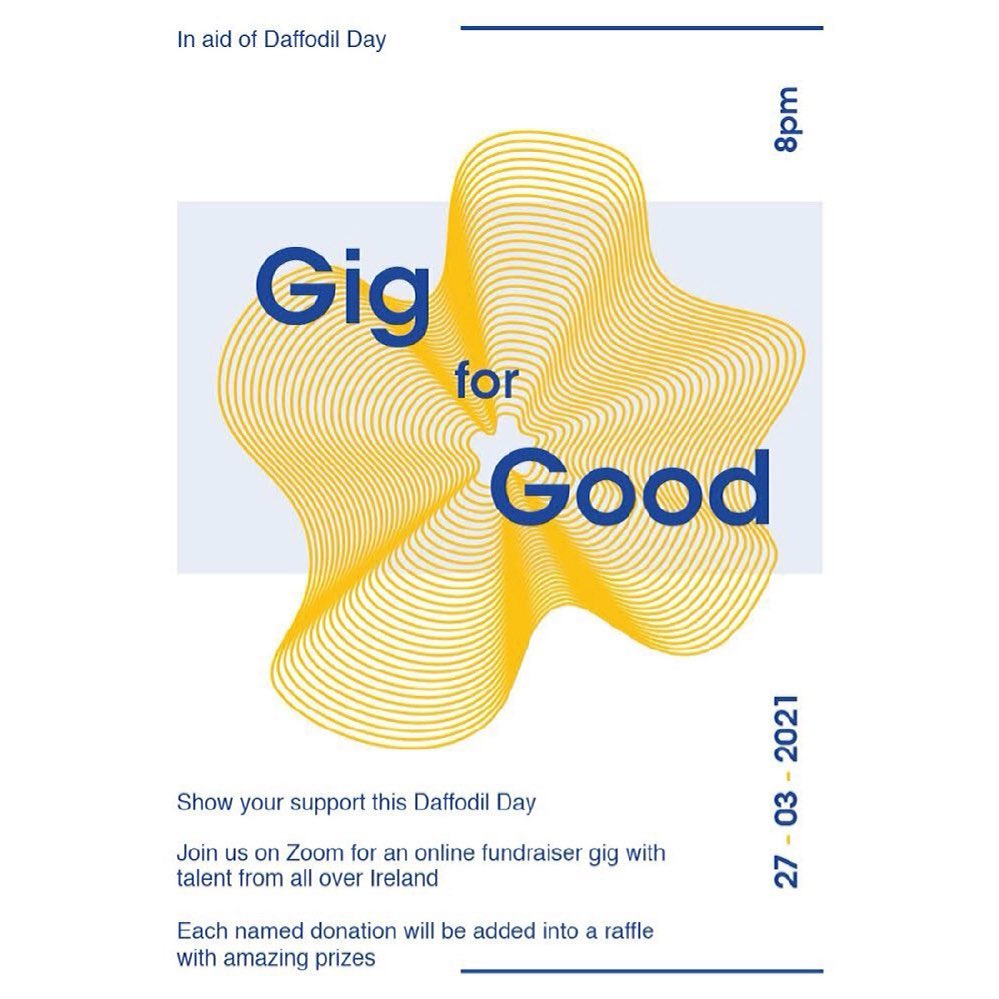 In aid of Daffodil Day
8pm
Gig
for
Good
27 - 03 - 2021
Show your support this Daffodil Day
Join us on Zoom for an online fundraiser gig with
talent from all over Ireland
Each named donation will be added into a raffle
with amazing prizes